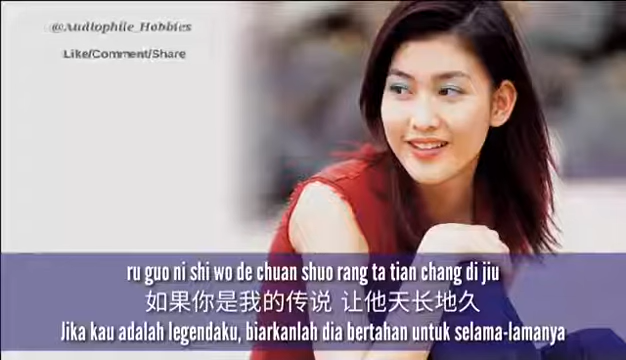 @Audiophile_Hobbies
Like/Comment/Share
ru guo ni shi wo de chuan shuo rang ta tian chang di jiu
如果你是我的传说 让他天长地久
Jika kau adalah legendaku, biarkanlah dia bertahan untuk selama-lamanya